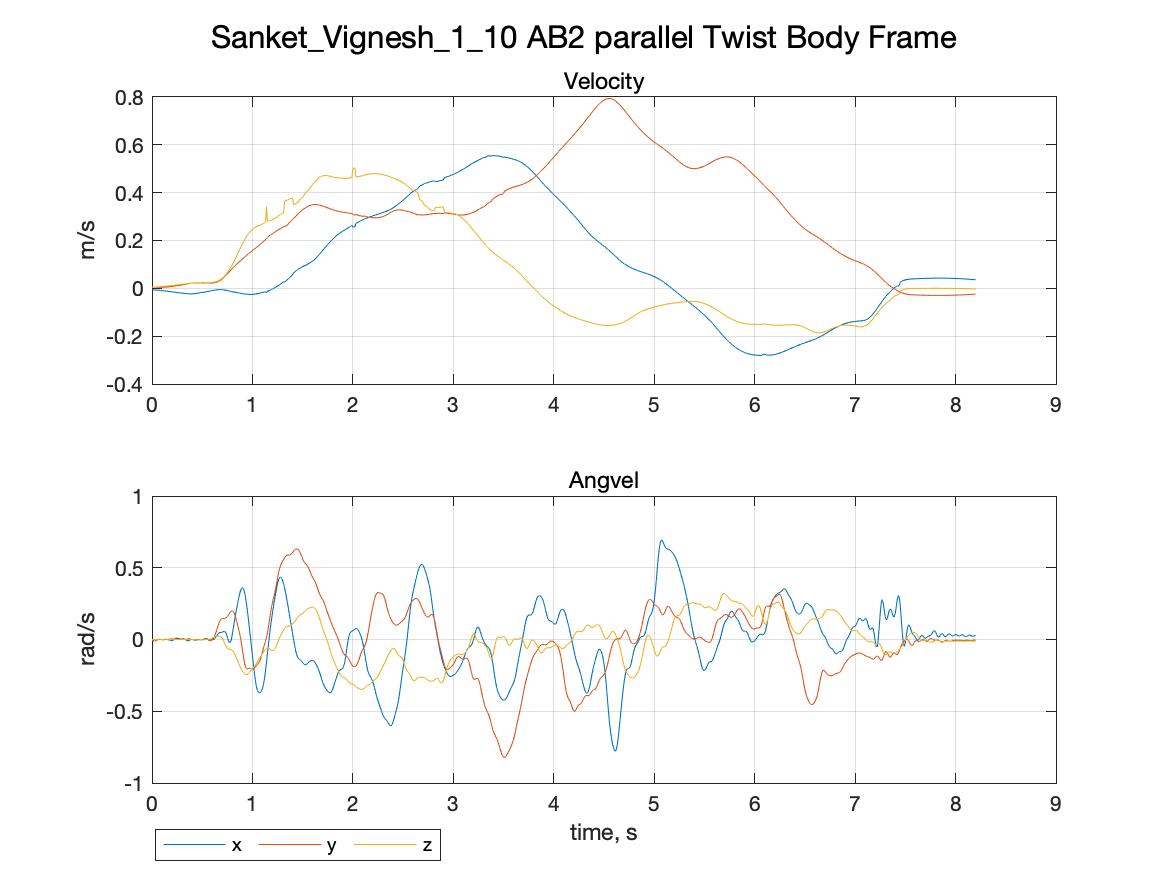 Sanket_Vignesh_1_10 AB2 parallel Twist Body Frame
Velocity
0.8
0.6
0.4
0.2
0
-0.2
-0.4
m/s
0 1 2 3 4 5 6 7 8 9
Angvel
1
0.5
0
-0.5
-1
rad/s
0 1 2 3 4 5 6 7 8 9
time, s
x y z